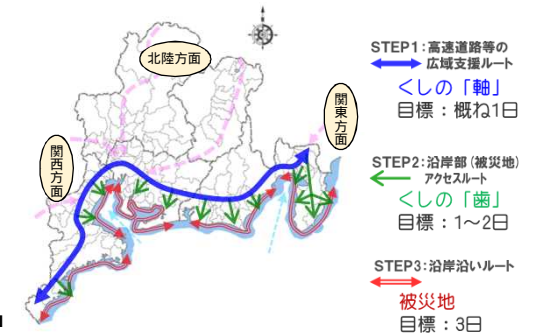 北陸方面
関東方面
関西方面
STEP1：高速道路等の
広域支援ルート
くしの「軸」
目標：概ね1日
STEP2：沿岸部（被災地）
アクセスルート
くしの「歯」
目標：1～2日
STEP3：沿岸沿いルート
被災地
目標：3日